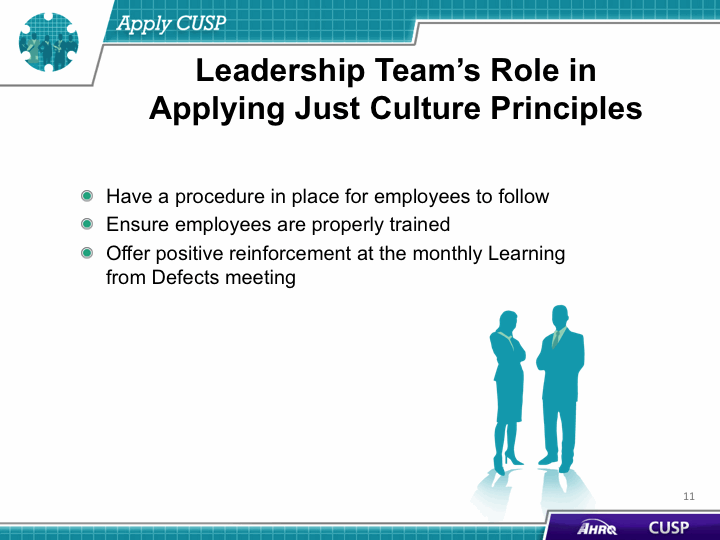 Apply CUSP
Leadership Team’s Role in
Applying Just Culture Principles
Have a procedure in place for employees to follow
Ensure employees are properly trained
Offer positive reinforcement at the monthly Learning
from Defects meeting
11
AHRQ
CUSP